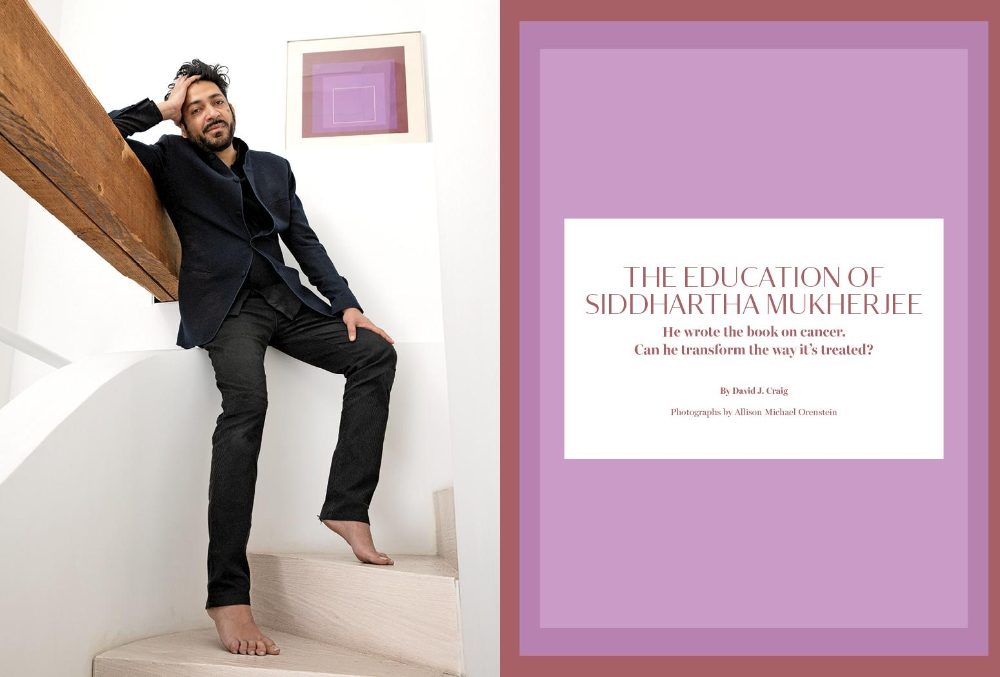 THE EDUCATION OF
SIDDHARTHA MUKHERJEE
He wrote the book on cancer.
Can he transform the way it’s treated?
By David J. Craig
Photographs by Allison Michael Orenstein